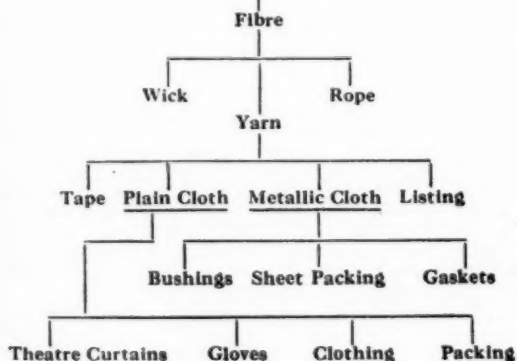 Fibre
Wick Rope
Yarn
Tape Plain Cloth Metallic Cloth Listing
Bushings Sheet Packing Gaskets
Theatre Curtains Gloves Clothing Packing